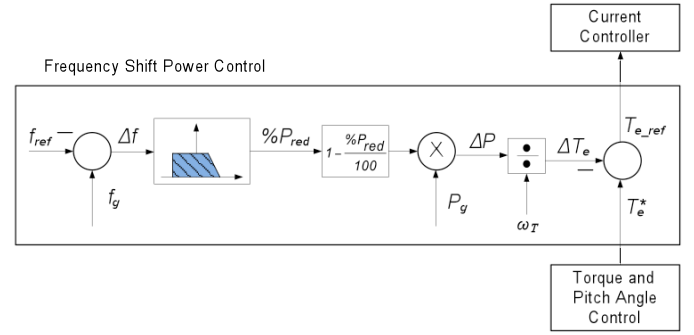 Current
Controller
Frequency Shift Power Control
f_ref − Δf %P_red 1- %P_red/100 X ΔP ÷ ΔT_e − T_e_ref
f_g P_g ω_T T_e*
Torque and
Pitch Angle
Control